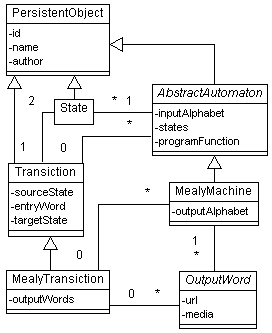 PersistentObject
-id
-name
-author
2
State
*
1
AbstractAutomaton
-inputAlphabet
-states
-programFunction
*
1
0
Transiction
-sourceState
-entryWord
-targetState
*
MealyMachine
-outputAlphabet
0
1
*
MealyTransition
-outputWords
0
*
OutputWord
-url
-media